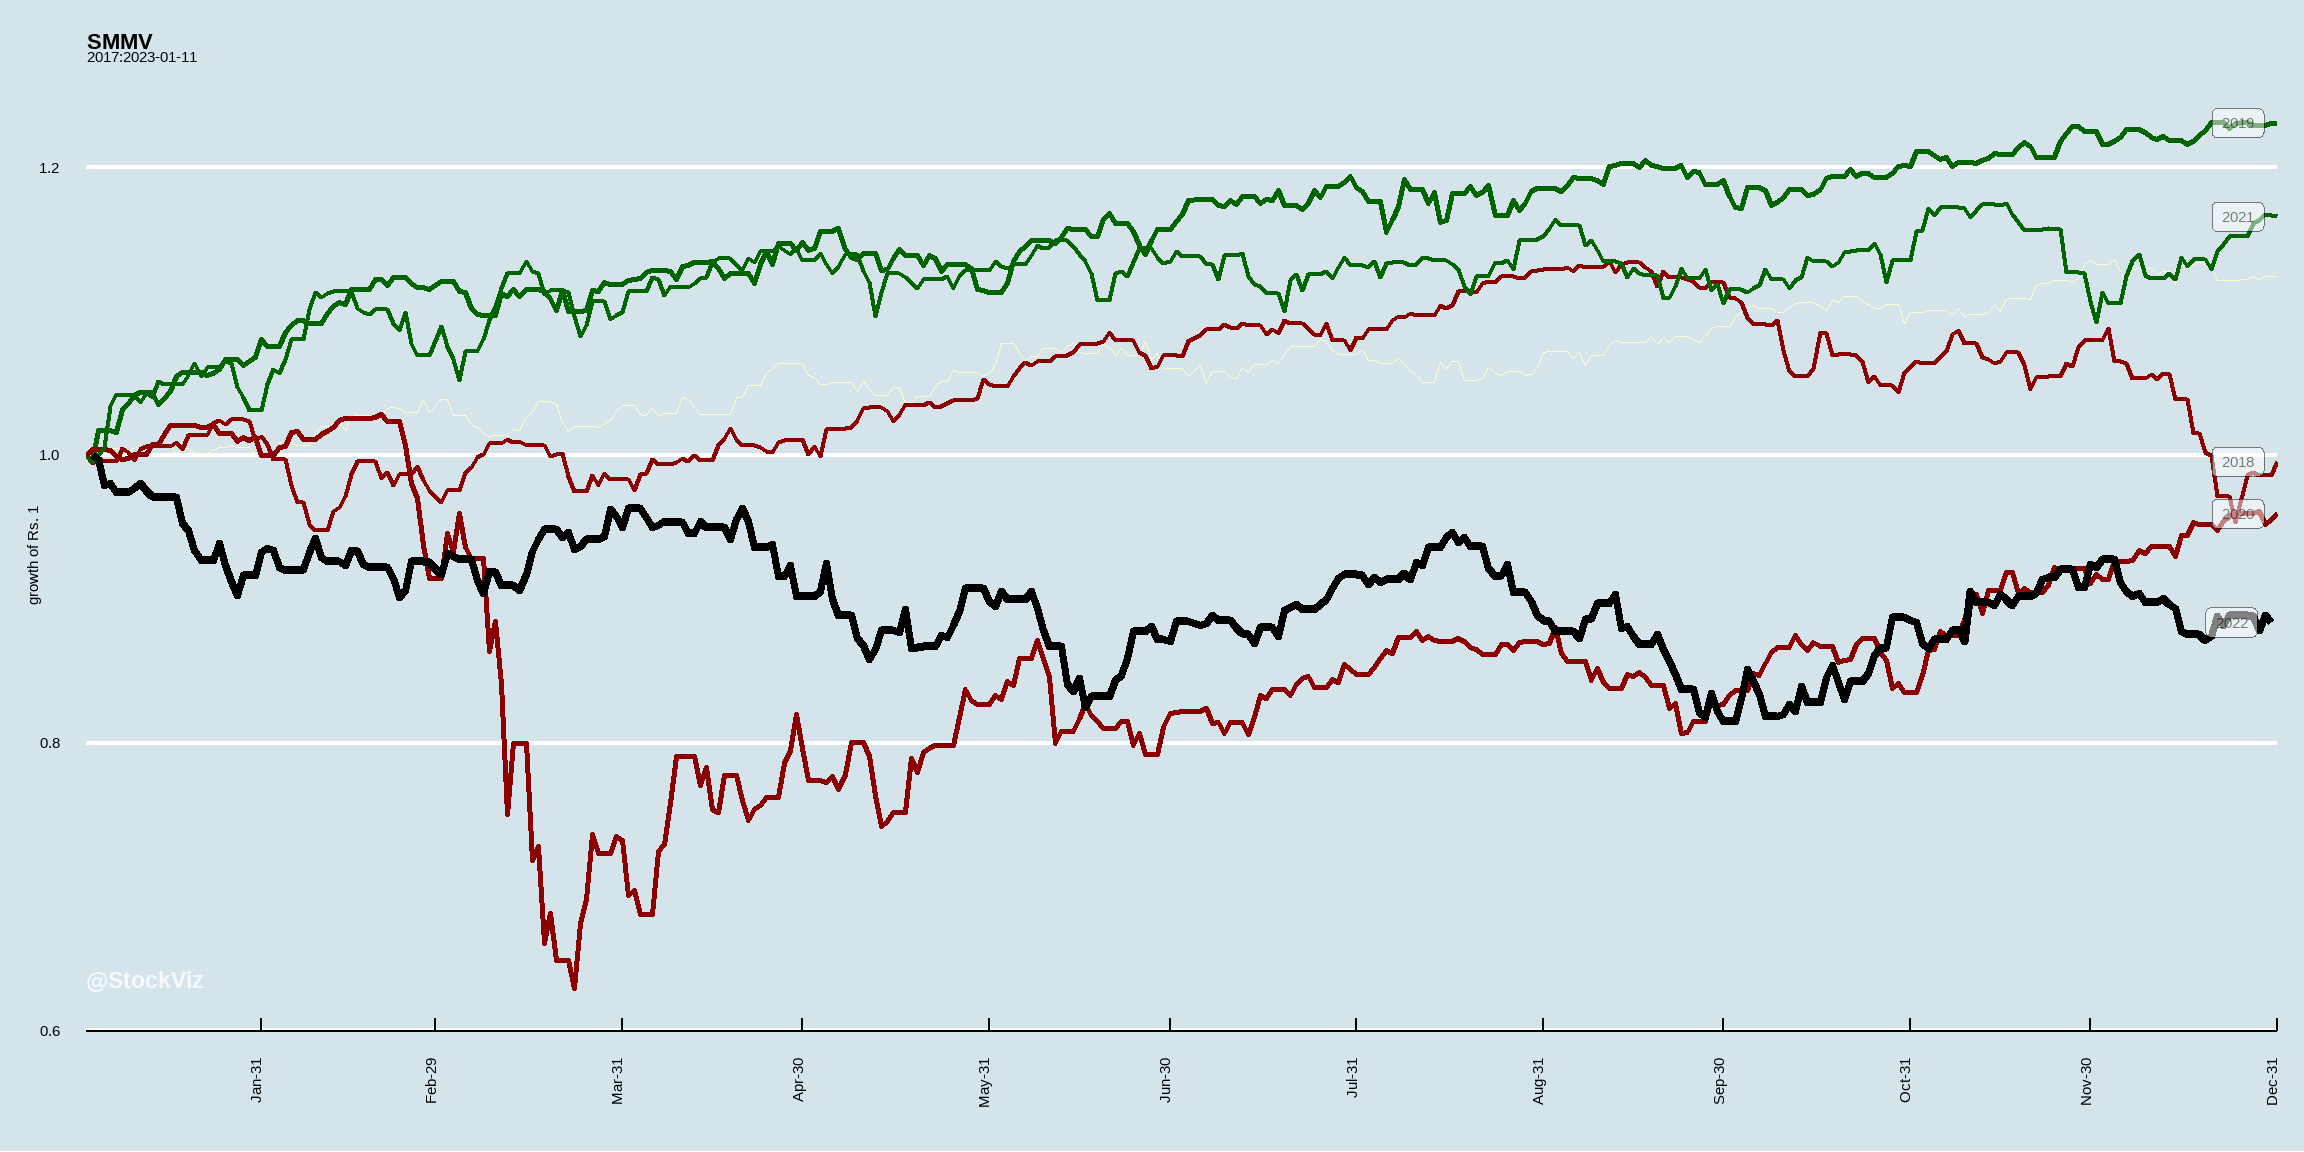 SMMV
2017:2023-01-11
2019
1.2
2021
1.0
2018
2020
growth of Rs. 1
2022
0.8
@StockViz
0.6
Jan-31
Feb-29
Mar-31
Apr-30
May-31
Jun-30
Jul-31
Aug-31
Sep-30
Oct-31
Nov-30
Dec-31